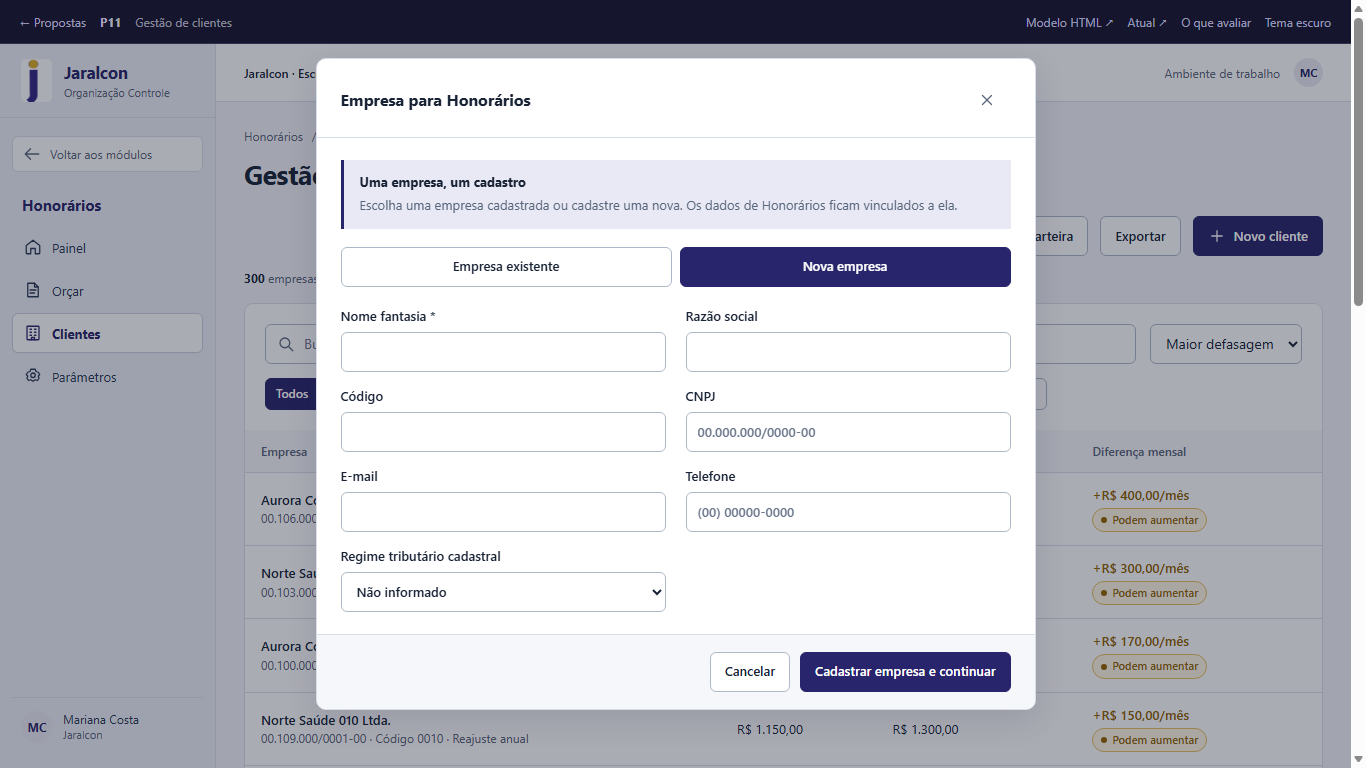 ← Propostas P11 Gestão de clientes Modelo HTML ↗ Atual ↗ O que avaliar Tema escuro
Jaralcon
Organização Controle
Jaralcon · Esc
Ambiente de trabalho MC
Voltar aos módulos
Honorários
Painel
Orçar
Clientes
Parâmetros
MC
Mariana Costa
Jaralcon
Honorários /
Gestão
arteira
Exportar
+ Novo cliente
300 empresas
Bu
Maior defasagem
Todos
Empresa
Diferença mensal
Aurora Co
00.106.000
+R$ 400,00/mês
Podem aumentar
Norte Saú
00.103.000
+R$ 300,00/mês
Podem aumentar
Aurora Co
00.100.000
+R$ 170,00/mês
Podem aumentar
Norte Saúde 010 Ltda.
00.109.000/0001-00 · Código 0010 · Reajuste anual
R$ 1.150,00
R$ 1.300,00
+R$ 150,00/mês
Podem aumentar
Empresa para Honorários
Uma empresa, um cadastro
Escolha uma empresa cadastrada ou cadastre uma nova. Os dados de Honorários ficam vinculados a ela.
Empresa existente
Nova empresa
Nome fantasia *
Razão social
Código
CNPJ
00.000.000/0000-00
E-mail
Telefone
(00) 00000-0000
Regime tributário cadastral
Não informado
Cancelar
Cadastrar empresa e continuar